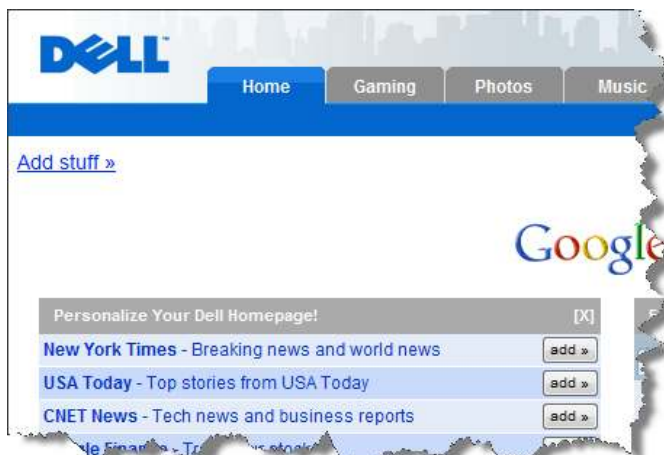 DELL
Home Gaming Photos Music
Add stuff »
Google
Personalize Your Dell Homepage! [X]
New York Times - Breaking news and world news add »
USA Today - Top stories from USA Today add »
CNET News - Tech news and business reports add »